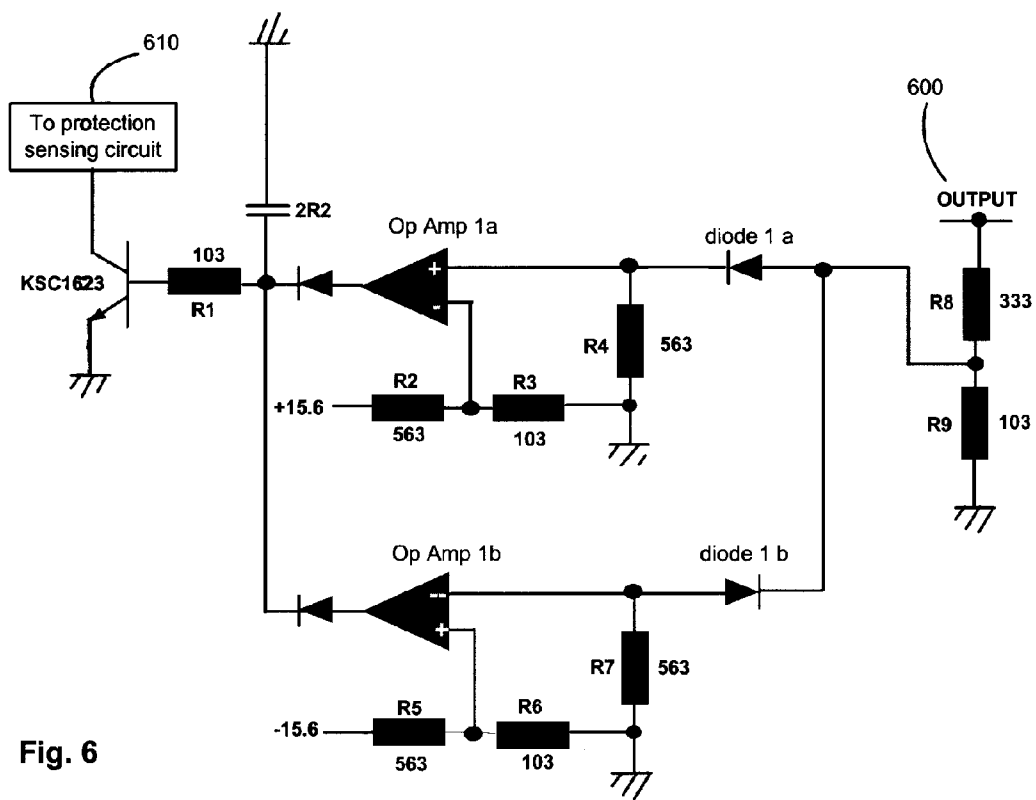 610
To protection
sensing circuit
600
OUTPUT
2R2
Op Amp 1a
diode 1 a
KSC1623
103
R1
+
-
R8
333
R4
563
R2
R3
+15.6
563
103
R9
103
Op Amp 1b
diode 1 b
--
+
R7
563
R5
R6
-15.6
563
103
Fig. 6